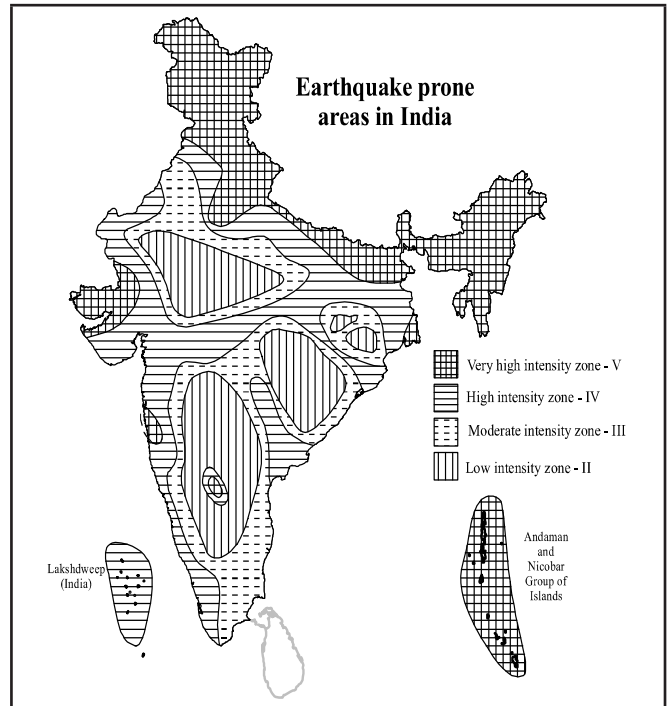 Earthquake prone
areas in India
Very high intensity zone - V
High intensity zone - IV
Moderate intensity zone - III
Low intensity zone - II
Lakshdweep
(India)
Andaman
and
Nicobar
Group of
Islands